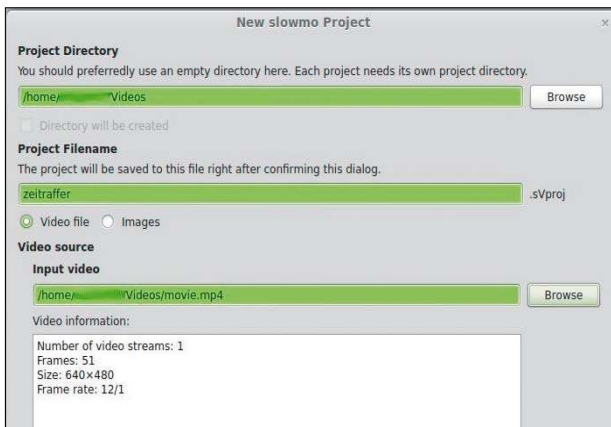 New slowmo Project
×
Project Directory
You should preferredly use an empty directory here. Each project needs its own project directory.
/home/ /Videos
Browse
Directory will be created
Project Filename
The project will be saved to this file right after confirming this dialog.
zeitraffer
.sVproj
Video file
Images
Video source
Input video
/home/ /Videos/movie.mp4
Browse
Video information:
Number of video streams: 1
Frames: 51
Size: 640×480
Frame rate: 12/1